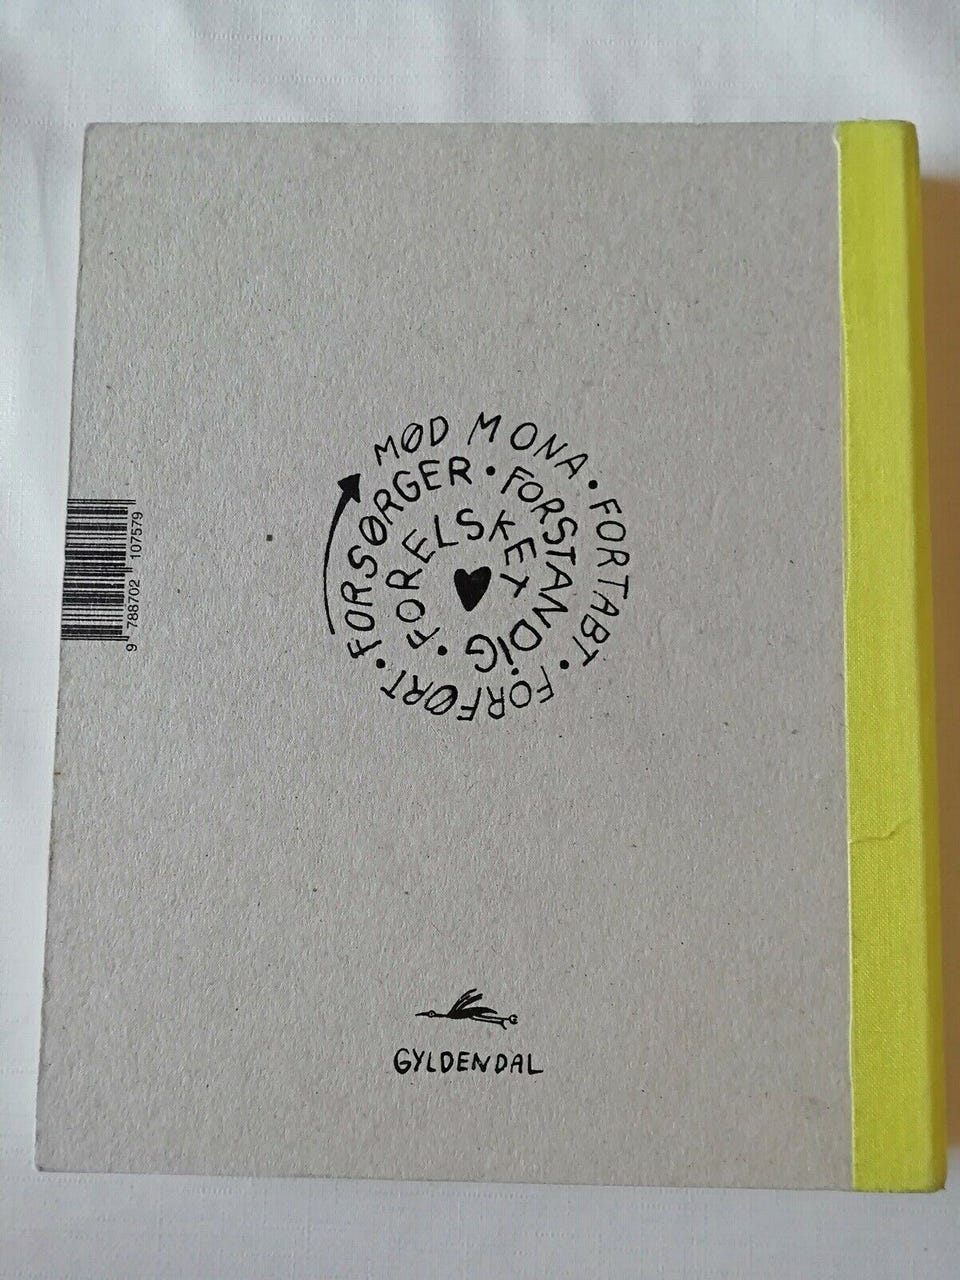 MØD MONA • FORTABT • FORFØRT • FORSØRGER • FORSTANDIG • FORELSKET
9 788702 107579
GYLDENDAL